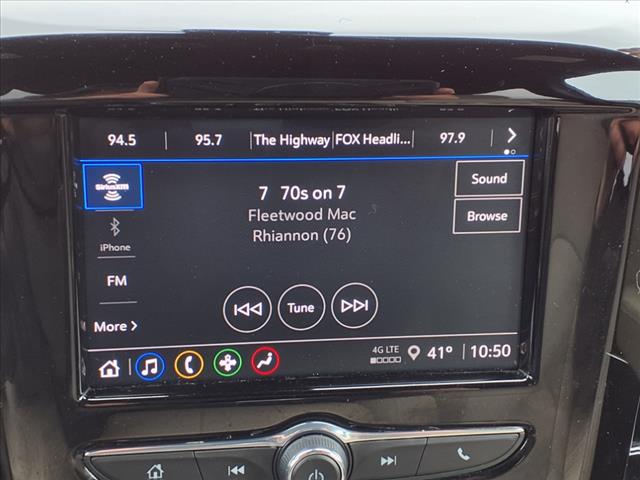 94.5 95.7 The Highway FOX Headli... 97.9
SiriusXM
7 70s on 7
Sound
Fleetwood Mac
Browse
Rhiannon (76)
iPhone
FM
Tune
More
4G LTE 41° 10:50